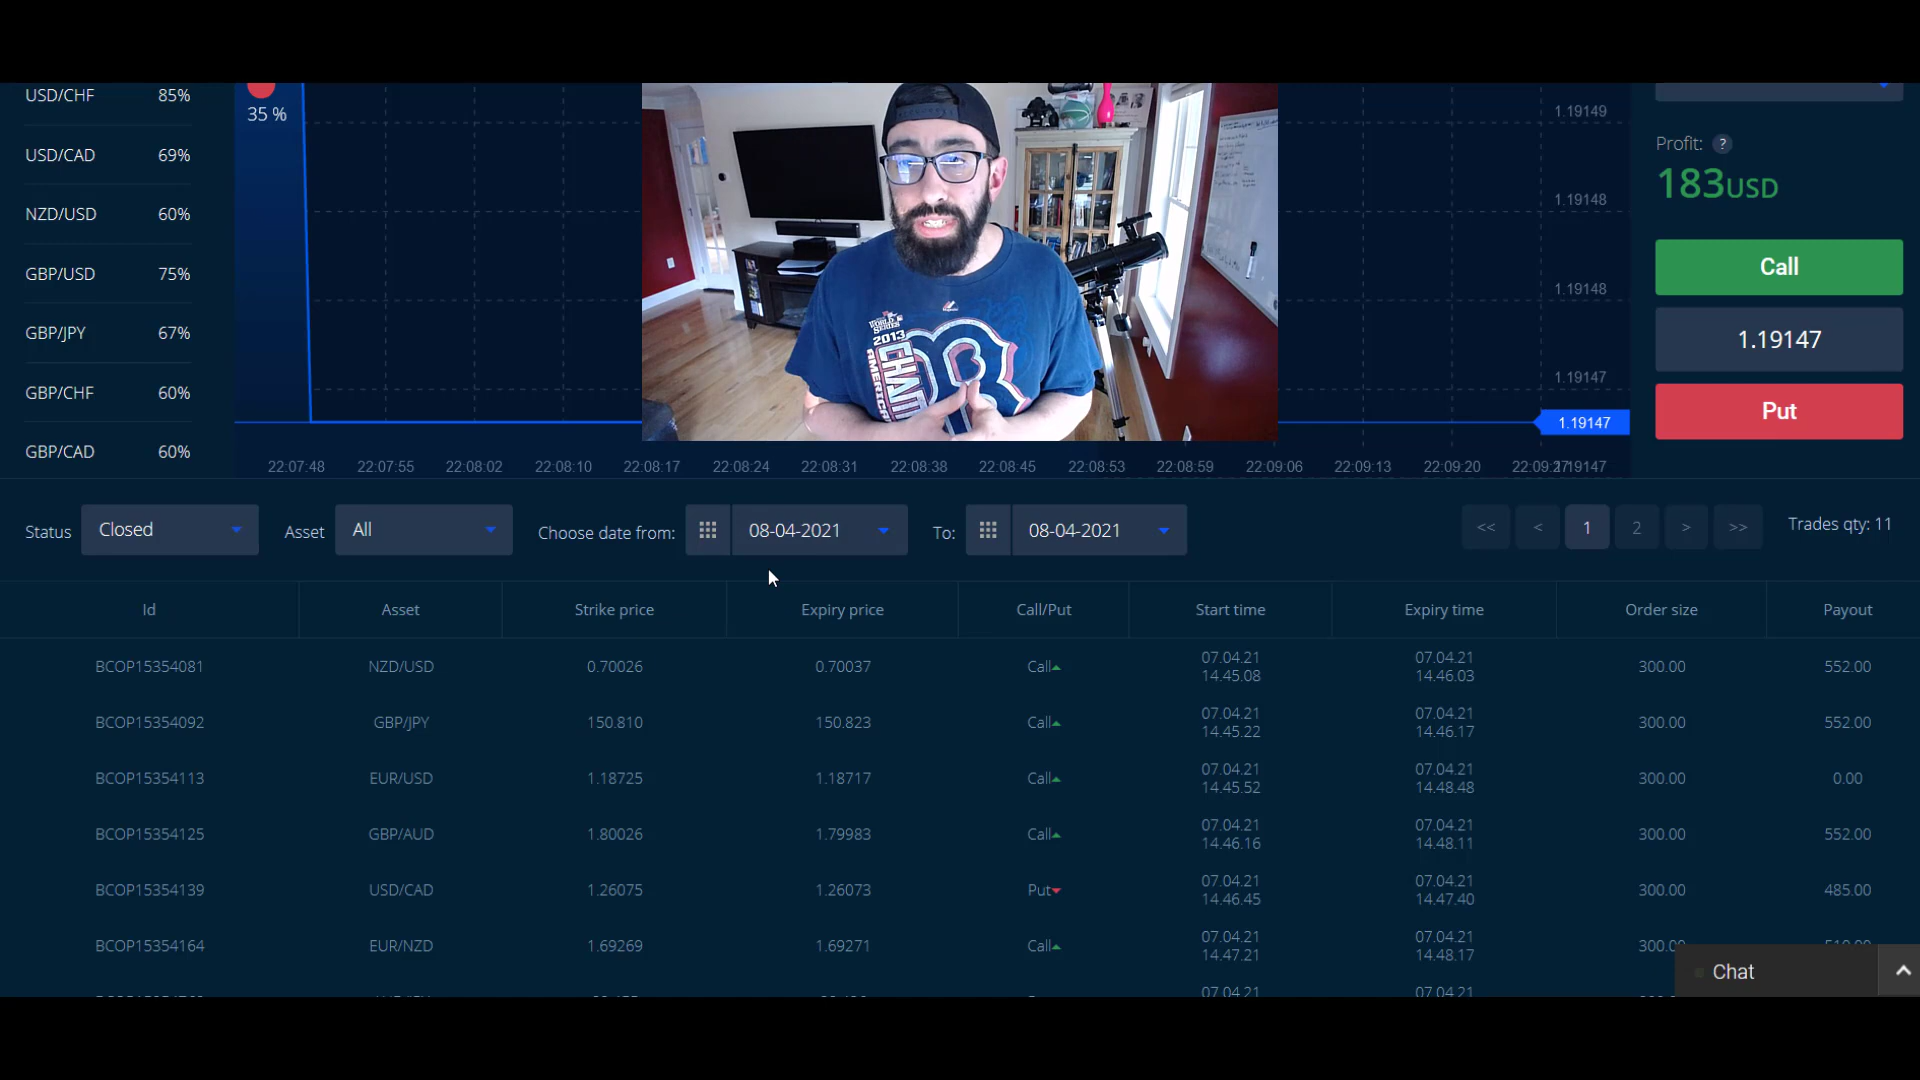 USD/CHF 85%
USD/CAD 69%
NZD/USD 60%
GBP/USD 75%
GBP/JPY 67%
GBP/CHF 60%
GBP/CAD 60%
35 %
WORLD
SERIES
2013
1.19149
1.19148
1.19148
1.19147
1.19147
22:07:48 22:07:55 22:08:02 22:08:10 22:08:17 22:08:24 22:08:31 22:08:38 22:08:45 22:08:53 22:08:59 22:09:06 22:09:13 22:09:20
Profit: ?
183USD
Call
1.19147
Put
Status Closed Asset All Choose date from: 08-04-2021 To: 08-04-2021 << < 1 2 > >> Trades qty: 11
Id Asset Strike price Expiry price Call/Put Start time Expiry time Order size Payout
BCOP15354081 NZD/USD 0.70026 0.70037 Call 07.04.21 14.45.08 07.04.21 14.46.03 300.00 552.00
BCOP15354092 GBP/JPY 150.810 150.823 Call 07.04.21 14.45.22 07.04.21 14.46.17 300.00 552.00
BCOP15354113 EUR/USD 1.18725 1.18717 Call 07.04.21 14.45.52 07.04.21 14.48.48 300.00 0.00
BCOP15354125 GBP/AUD 1.80026 1.79983 Call 07.04.21 14.46.16 07.04.21 14.48.11 300.00 552.00
BCOP15354139 USD/CAD 1.26075 1.26073 Put 07.04.21 14.46.45 07.04.21 14.47.40 300.00 485.00
BCOP15354164 EUR/NZD 1.69269 1.69271 Call 07.04.21 14.47.21 07.04.21 14.48.17
07.04.21 07.04.21
Chat